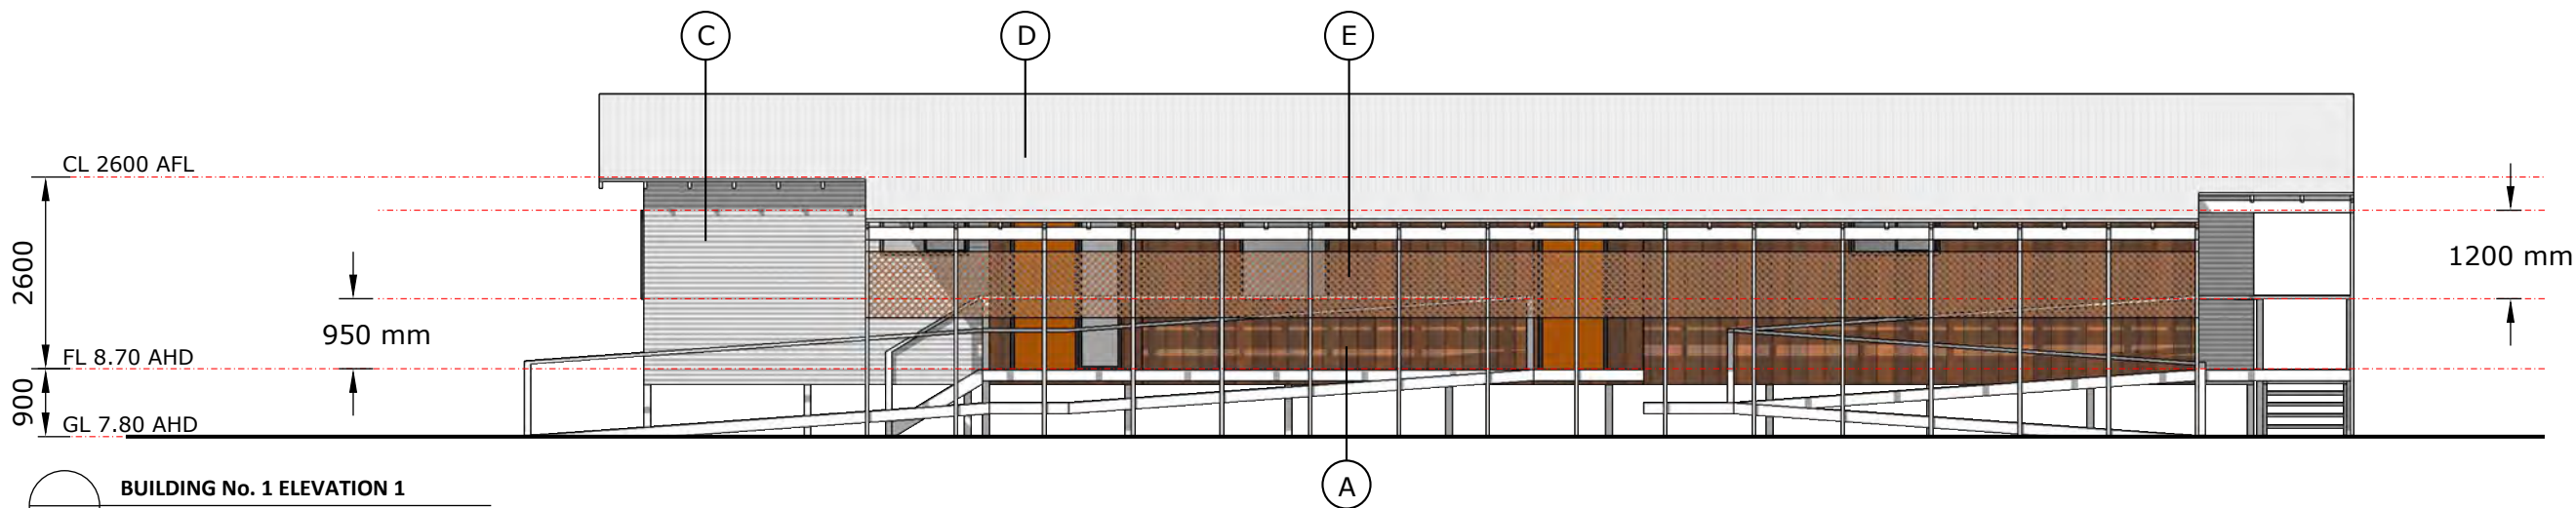 C
D
E
CL 2600 AFL
2600
1200 mm
950 mm
FL 8.70 AHD
900
GL 7.80 AHD
A
BUILDING No. 1 ELEVATION 1